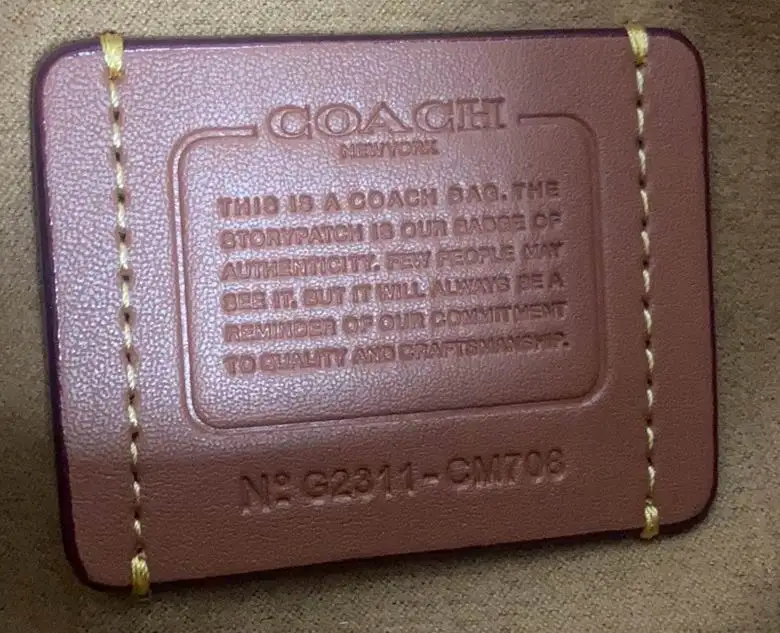 COACH
NEW YORK
THIS IS A COACH BAG. THE
STORYPATCH IS OUR BADGE OF
AUTHENTICITY. FEW PEOPLE MAY
SEE IT. BUT IT WILL ALWAYS BE A
REMINDER OF OUR COMMITMENT
TO QUALITY AND CRAFTSMANSHIP.
Nº G2311-CM708